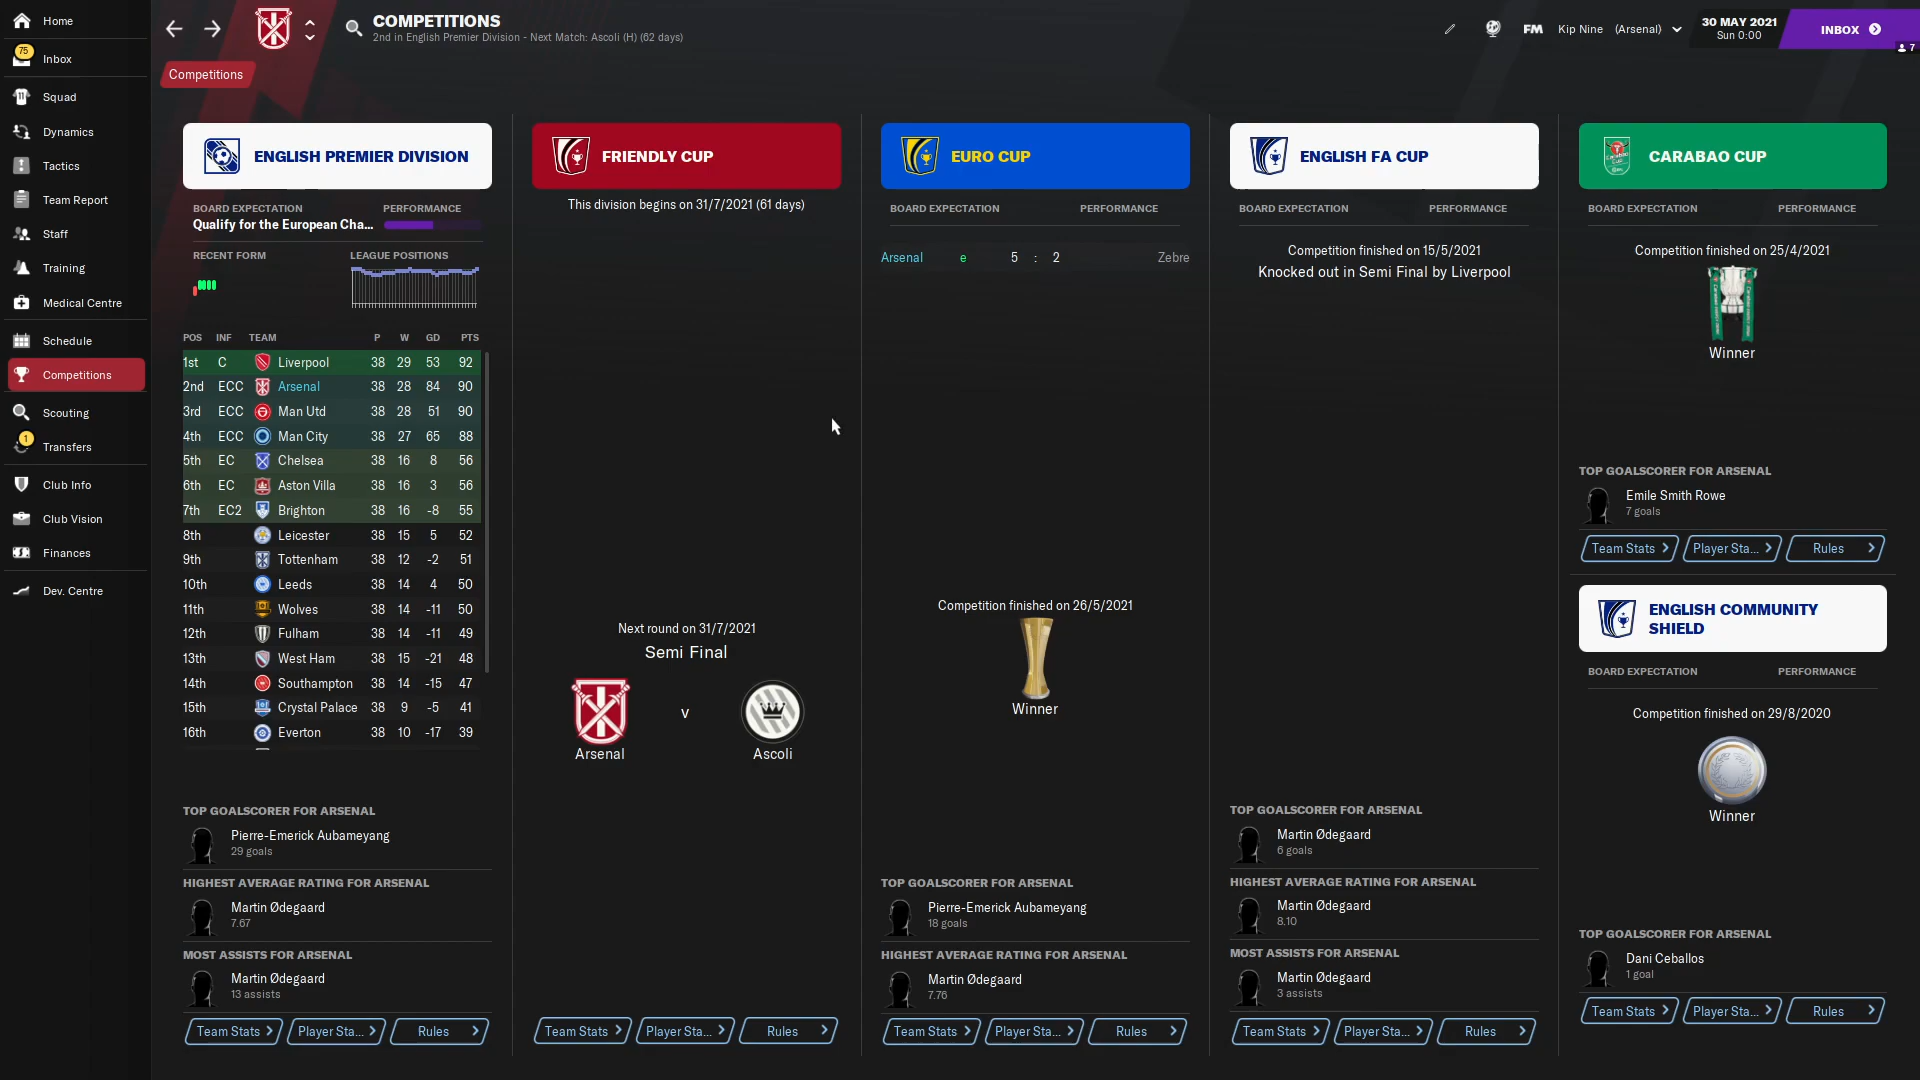 Home
75
Inbox
Squad
Dynamics
Tactics
Team Report
Staff
Training
Medical Centre
Schedule
Competitions
Scouting
1
Transfers
Club Info
Club Vision
Finances
Dev. Centre
COMPETITIONS
2nd in English Premier Division - Next Match: Ascoli (H) (62 days)
FM
Kip Nine (Arsenal)
30 MAY 2021
Sun 0:00
INBOX
7
Competitions
ENGLISH PREMIER DIVISION
BOARD EXPECTATION PERFORMANCE
Qualify for the European Cha...
RECENT FORM LEAGUE POSITIONS
POS INF TEAM P W GD PTS
1st C Liverpool 38 29 53 92
2nd ECC Arsenal 38 28 84 90
3rd ECC Man Utd 38 28 51 90
4th ECC Man City 38 27 65 88
5th EC Chelsea 38 16 8 56
6th EC Aston Villa 38 16 3 56
7th EC2 Brighton 38 16 -8 55
8th Leicester 38 15 5 52
9th Tottenham 38 12 -2 51
10th Leeds 38 14 4 50
11th Wolves 38 14 -11 50
12th Fulham 38 14 -11 49
13th West Ham 38 15 -21 48
14th Southampton 38 14 -15 47
15th Crystal Palace 38 9 -5 41
16th Everton 38 10 -17 39
TOP GOALSCORER FOR ARSENAL
Pierre-Emerick Aubameyang
29 goals
HIGHEST AVERAGE RATING FOR ARSENAL
Martin Ødegaard
7.67
MOST ASSISTS FOR ARSENAL
Martin Ødegaard
13 assists
Team Stats Player Sta... Rules
FRIENDLY CUP
This division begins on 31/7/2021 (61 days)
Next round on 31/7/2021
Semi Final
v
Arsenal Ascoli
Team Stats Player Sta... Rules
EURO CUP
BOARD EXPECTATION PERFORMANCE
Arsenal e 5 : 2 Zebre
Competition finished on 26/5/2021
Winner
TOP GOALSCORER FOR ARSENAL
Pierre-Emerick Aubameyang
18 goals
HIGHEST AVERAGE RATING FOR ARSENAL
Martin Ødegaard
7.76
Team Stats Player Sta... Rules
ENGLISH FA CUP
BOARD EXPECTATION PERFORMANCE
Competition finished on 15/5/2021
Knocked out in Semi Final by Liverpool
TOP GOALSCORER FOR ARSENAL
Martin Ødegaard
6 goals
HIGHEST AVERAGE RATING FOR ARSENAL
Martin Ødegaard
8.10
MOST ASSISTS FOR ARSENAL
Martin Ødegaard
3 assists
Team Stats Player Sta... Rules
CARABAO CUP
BOARD EXPECTATION PERFORMANCE
Competition finished on 25/4/2021
Winner
TOP GOALSCORER FOR ARSENAL
Emile Smith Rowe
7 goals
Team Stats Player Sta... Rules
ENGLISH COMMUNITY
SHIELD
BOARD EXPECTATION PERFORMANCE
Competition finished on 29/8/2020
Winner
TOP GOALSCORER FOR ARSENAL
Dani Ceballos
1 goal
Team Stats Player Sta... Rules